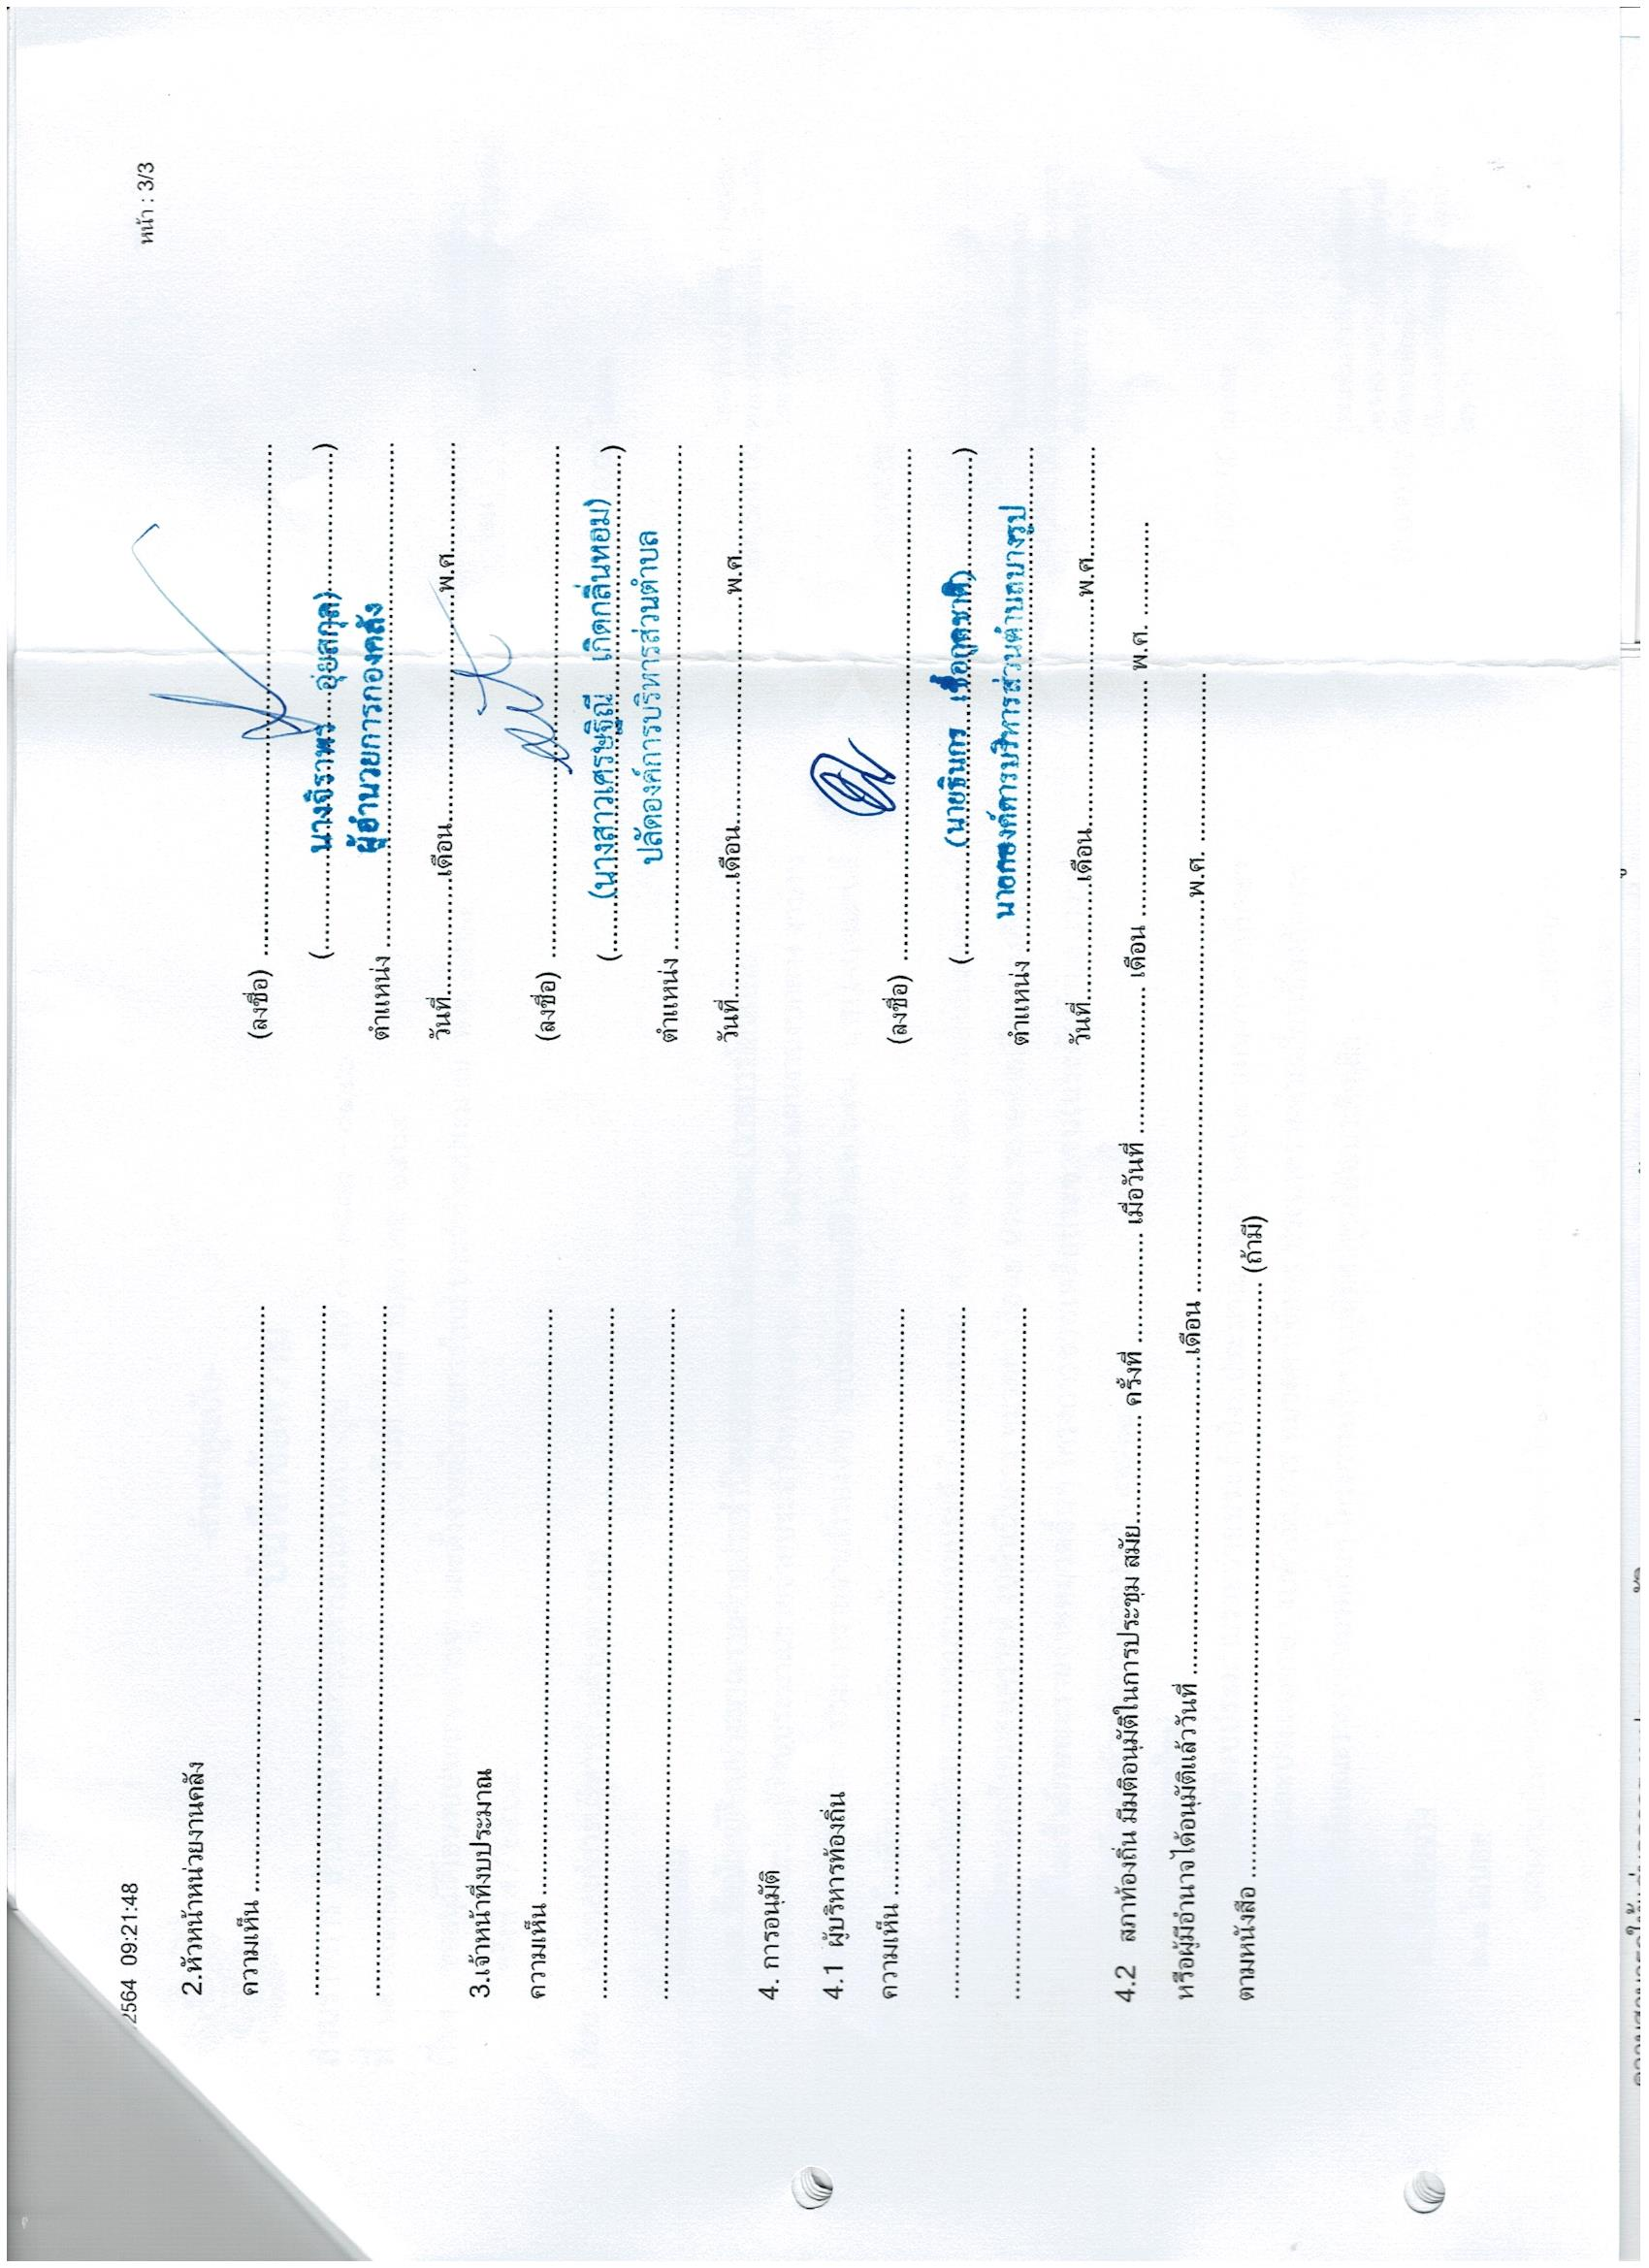 2564 09:21:48
หน้า : 3/3
2.หัวหน้าหน่วยงานคลัง
ความเห็น ........................................ (ลงชื่อ) ........................................
........................................ (..........นางจิราพร อุ่ยสกุล)..........)
........................................ ตำแหน่ง ..........ผู้อำนวยการกองคลัง..........
วันที่..............เดือน..............................พ.ศ..............
3.เจ้าหน้าที่งบประมาณ
ความเห็น ........................................ (ลงชื่อ) ........................................
........................................ (......(นางสาวเศรษฐิณี เกิดกลิ่นหอม)......)
........................................ ตำแหน่ง ..........ปลัดองค์การบริหารส่วนตำบล..........
วันที่..............เดือน..............................พ.ศ..............
4. การอนุมัติ
4.1 ผู้บริหารท้องถิ่น
ความเห็น ........................................ (ลงชื่อ) ........................................
........................................ (..........(นายธินกร)..........)
........................................ ตำแหน่ง ......นายกองค์การบริหารส่วนตำบลบางรูป......
วันที่..............เดือน..............................พ.ศ..............
4.2 สภาท้องถิ่น มีมติอนุมัติในการประชุม สมัย............ ครั้งที่ ............ เมื่อวันที่ .................. เดือน .............................. พ.ศ. ............
หรือผู้มีอำนาจได้อนุมัติแล้ววันที่ ........................................เดือน ........................................พ.ศ. ....................
ตามหนังสือ ........................................ (ถ้ามี)